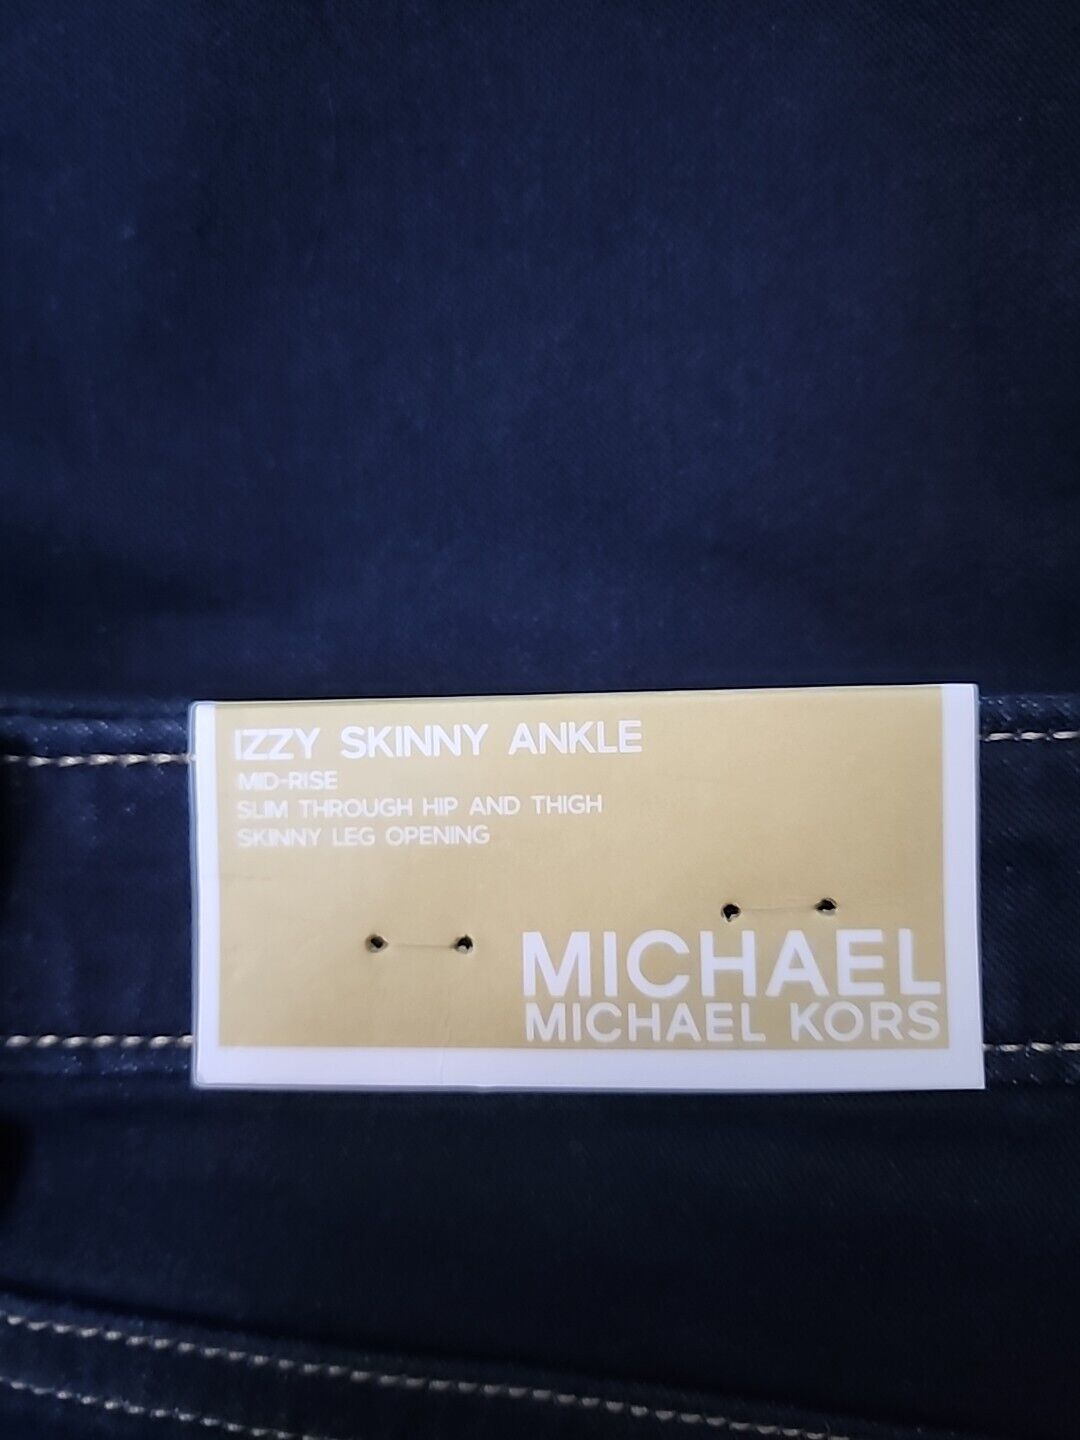 IZZY SKINNY ANKLE
MID-RISE
SLIM THROUGH HIP AND THIGH
SKINNY LEG OPENING
MICHAEL
MICHAEL KORS